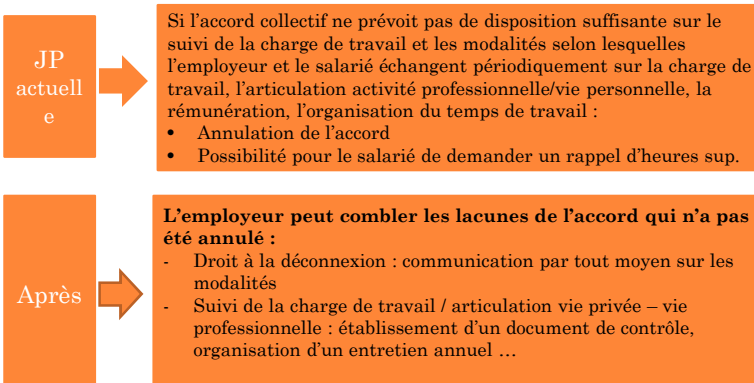 JP
actuell
e
Si l'accord collectif ne prévoit pas de disposition suffisante sur le
suivi de la charge de travail et les modalités selon lesquelles
l'employeur et le salarié échangent périodiquement sur la charge de
travail, l'articulation activité professionnelle/vie personnelle, la
rémunération, l'organisation du temps de travail :
• Annulation de l'accord
• Possibilité pour le salarié de demander un rappel d'heures sup.
Après
L'employeur peut combler les lacunes de l'accord qui n'a pas
été annulé :
- Droit à la déconnexion : communication par tout moyen sur les
modalités
- Suivi de la charge de travail / articulation vie privée – vie
professionnelle : établissement d'un document de contrôle,
organisation d'un entretien annuel …